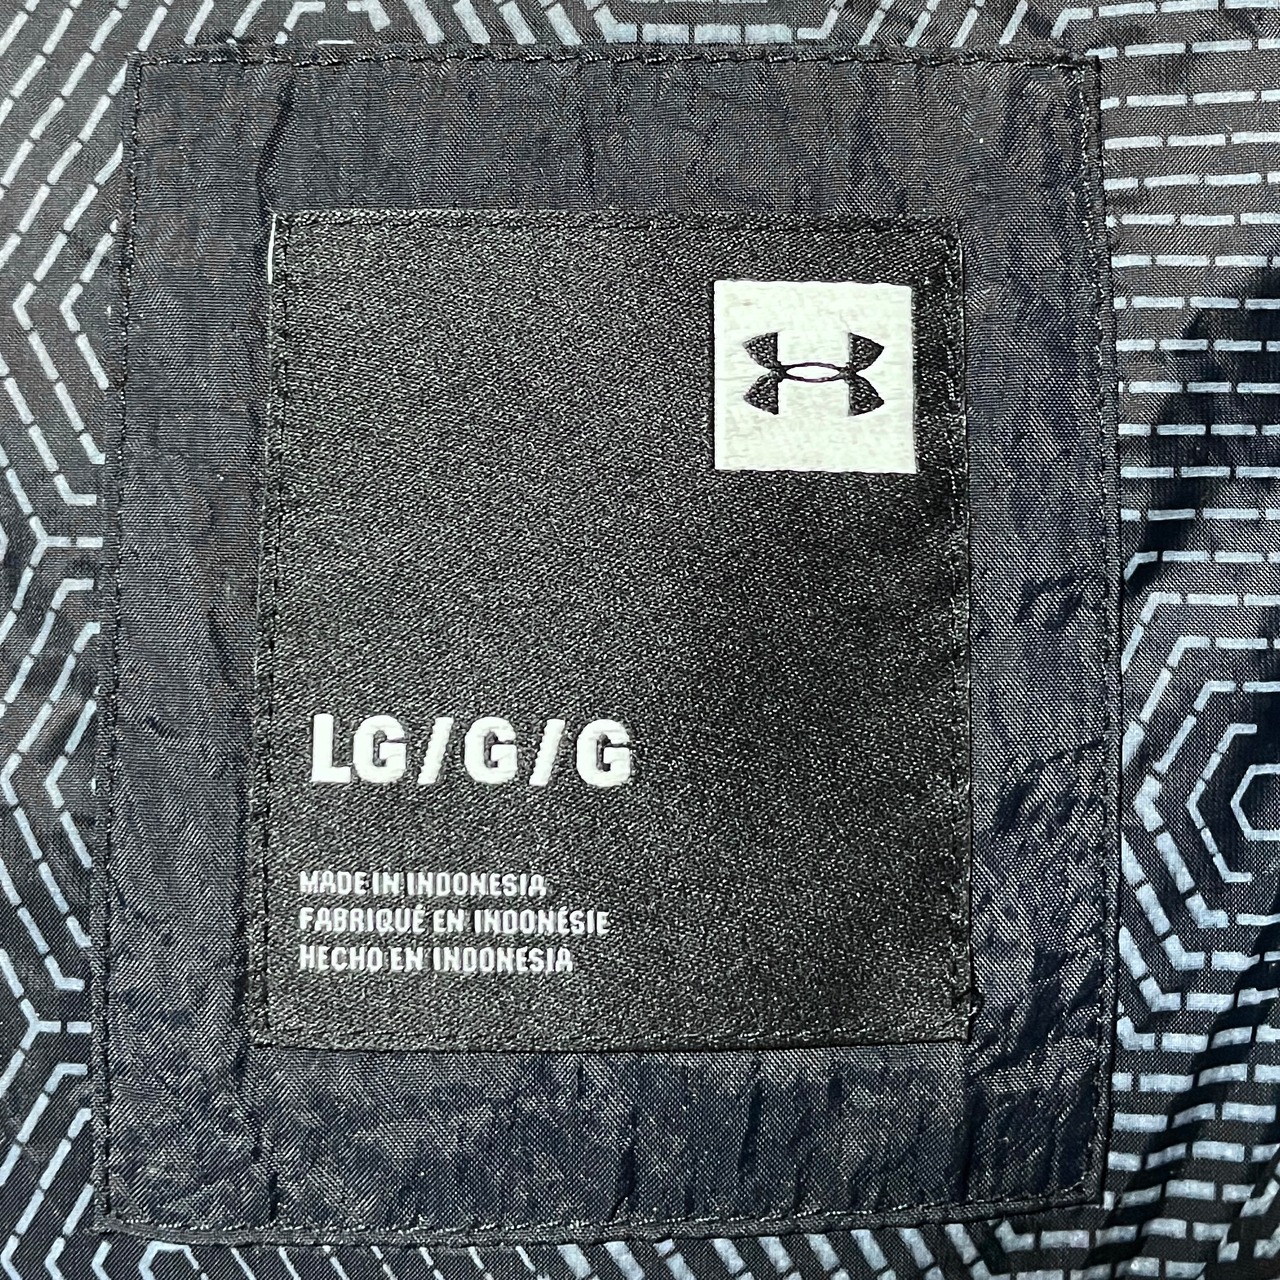 LG/G/G
MADE IN INDONESIA
FABRIQUÉ EN INDONÉSIE
HECHO EN INDONESIA